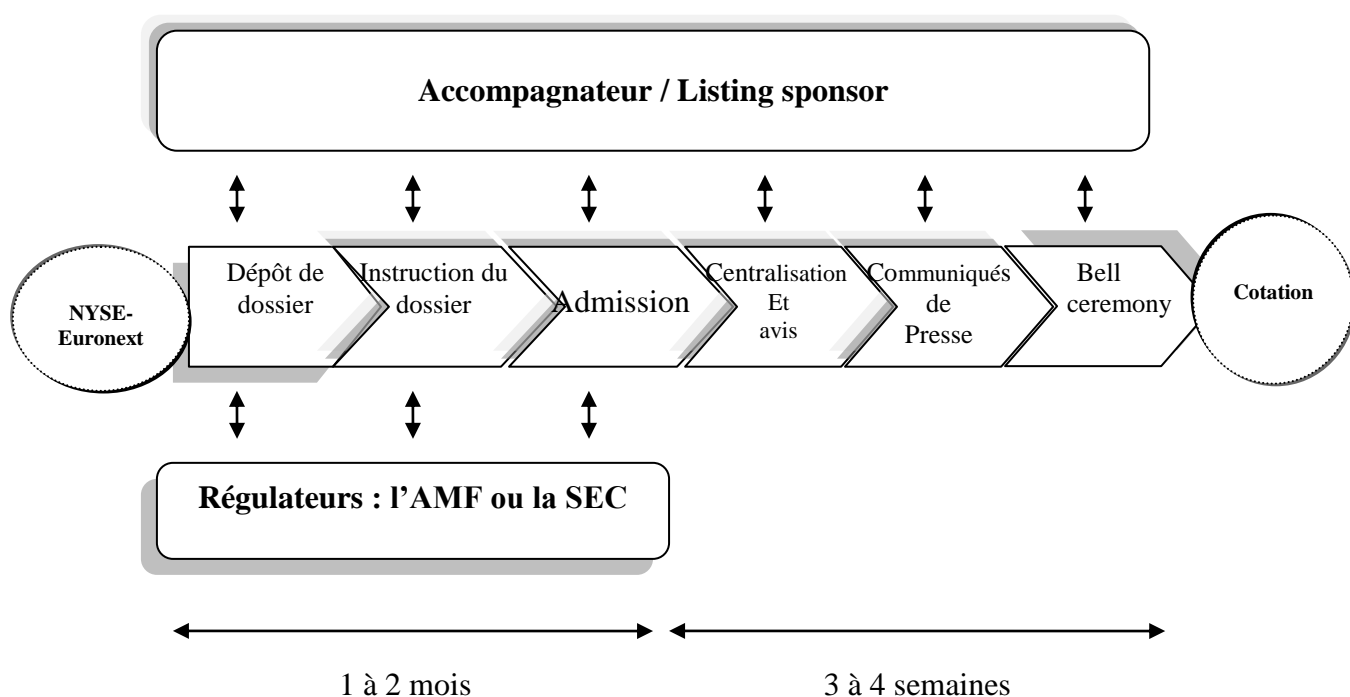 Accompagnateur / Listing sponsor
NYSE-
Euronext
Dépôt de
dossier
Instruction du
dossier
Admission
Centralisation
Et
avis
Communiqués
de
Presse
Bell
ceremony
Cotation
Régulateurs : l’AMF ou la SEC
1 à 2 mois
3 à 4 semaines